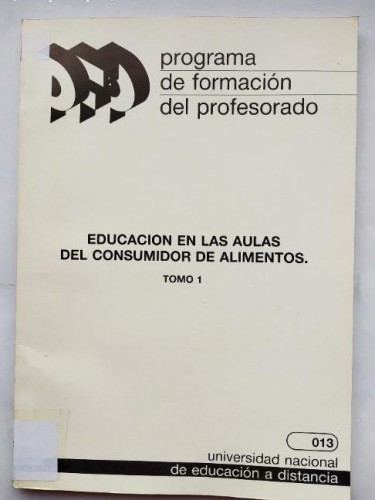 pfp
programa
de formación
del profesorado
EDUCACION EN LAS AULAS
DEL CONSUMIDOR DE ALIMENTOS.
TOMO 1
013
universidad nacional
de educación a distancia